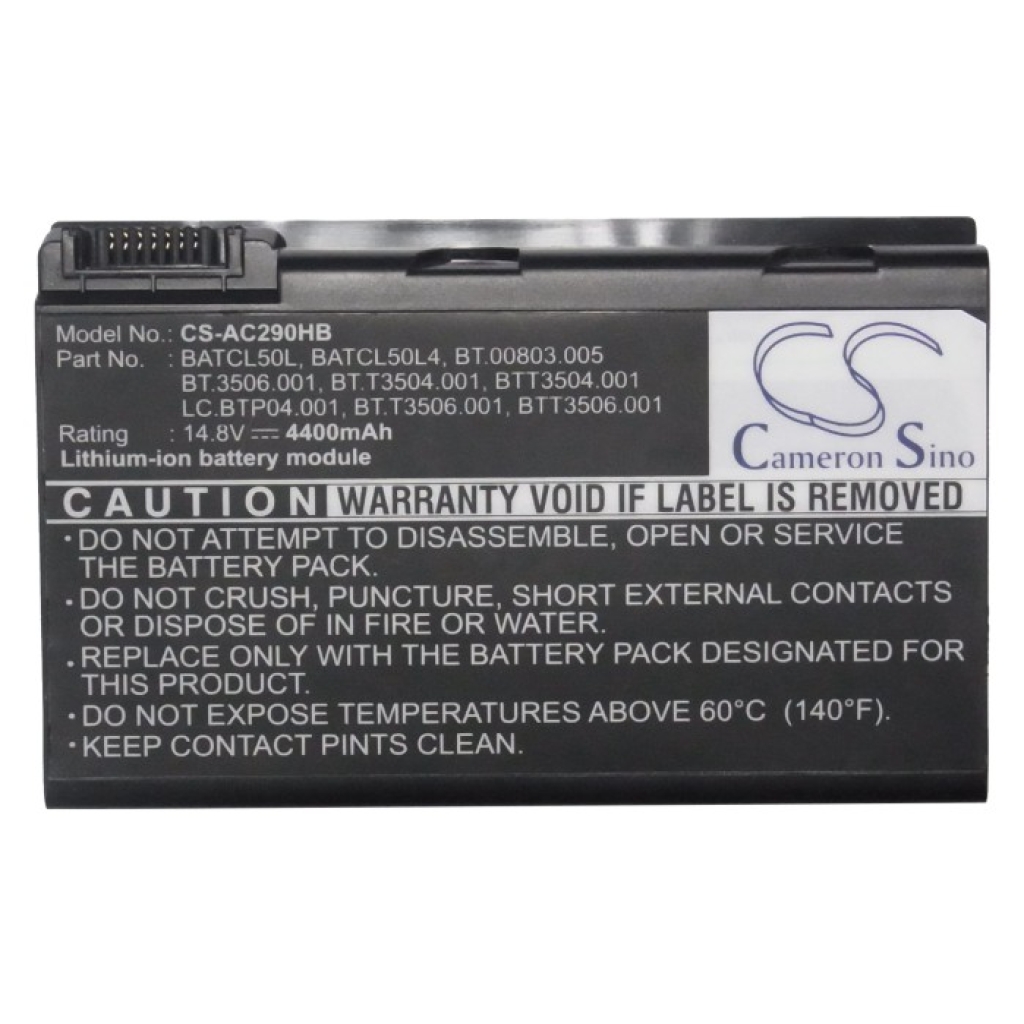 Model No.: CS-AC290HB
Part No. : BATCL50L, BATCL50L4, BT.00803.005
BT.3506.001, BT.T3504.001, BTT3504.001
LC.BTP04.001, BT.T3506.001, BTT3506.001
Rating : 14.8V 4400mAh
Lithium-ion battery module
CS
Cameron Sino
CAUTION WARRANTY VOID IF LABEL IS REMOVED
• DO NOT ATTEMPT TO DISASSEMBLE, OPEN OR SERVICE
THE BATTERY PACK.
• DO NOT CRUSH, PUNCTURE, SHORT EXTERNAL CONTACTS
OR DISPOSE OF IN FIRE OR WATER.
• REPLACE ONLY WITH THE BATTERY PACK DESIGNATED FOR
THIS PRODUCT.
• DO NOT EXPOSE TEMPERATURES ABOVE 60°C (140°F).
• KEEP CONTACT PINTS CLEAN.